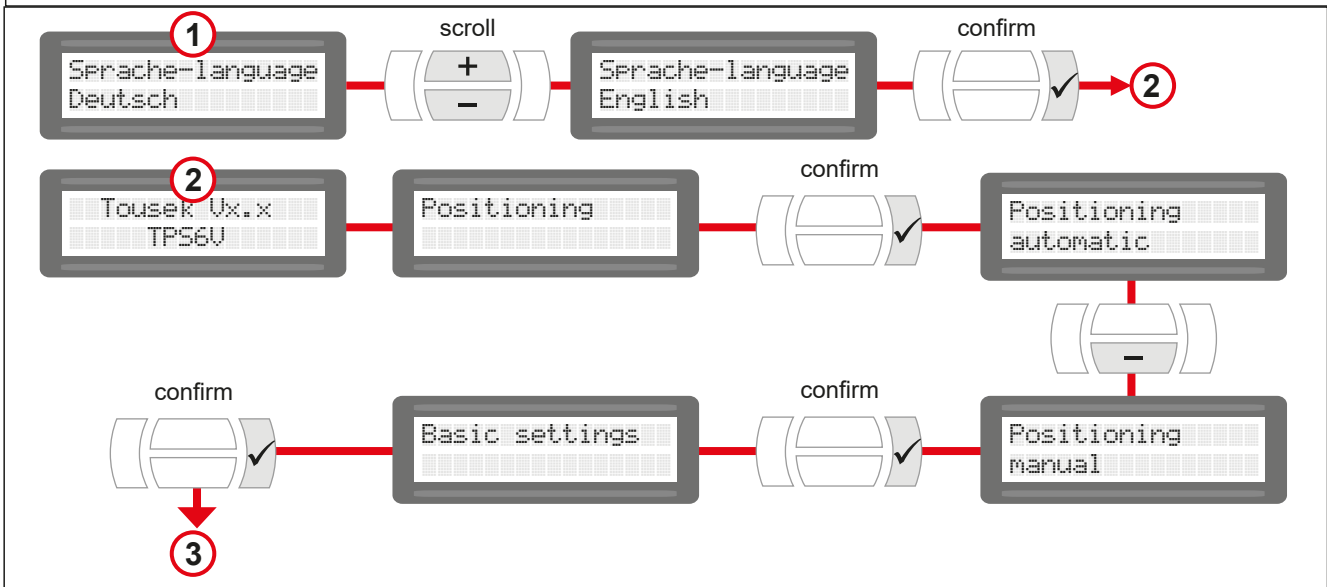 1
scroll
confirm
Sprache-language
Deutsch
+
−
Sprache-language
English
✓
2
2
Tousek Vx.x
TPS6V
Positioning
confirm
✓
Positioning
automatic
−
confirm
✓
Basic settings
confirm
✓
Positioning
manual
3